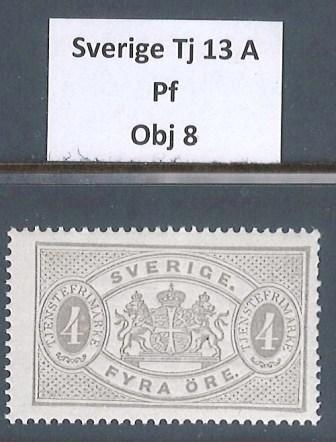 Sverige Tj 13 A
Pf
Obj 8
SVERIGE.
TJENSTEFRIMÄRKE.
4
4
TJENSTEFRIMÄRKE.
FYRA ÖRE.